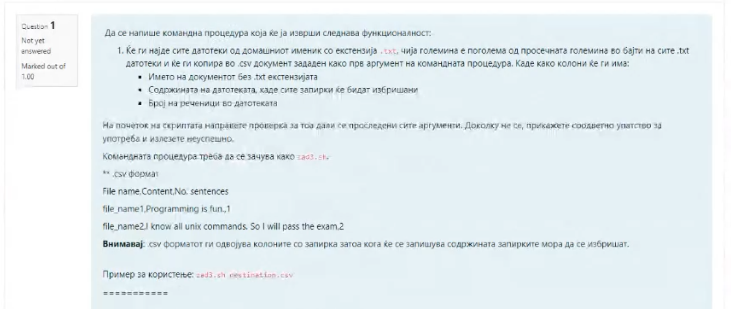 Question 1
Not yet
answered
Marked out of
1.00
Да се напише командна процедура која ќе ја изврши следнава функционалност:
1. Ќе ги најде сите датотеки од домашниот именик со екстензија .txt, чија големина е поголема од просечната големина во бајти на сите .txt
датотеки и ќе ги копира во .csv документ зададен како прв аргумент на командната процедура. Каде како колони ќе ги има:
• Името на документот без .txt екстензијата
• Содржината на датотеката, каде сите запирки ќе бидат избришани
• Број на реченици во датотеката
На почеток на скриптата направете проверка за тоа дали се проследени сите аргументи. Доколку не се, прикажете соодветно упатство за
употреба и излезете неуспешно.
Командната процедура треба да се зачува како zad3.sh.
** .csv формат
File name,Content,No. sentences
file_name1,Programming is fun.,1
file_name2,I know all unix commands. So I will pass the exam,2
Внимавај: .csv форматот ги одвојува колоните со запирка затоа кога ќе се запишува содржината запирките мора да се избришат.
Пример за користење: zad3.sh destination.csv
===========